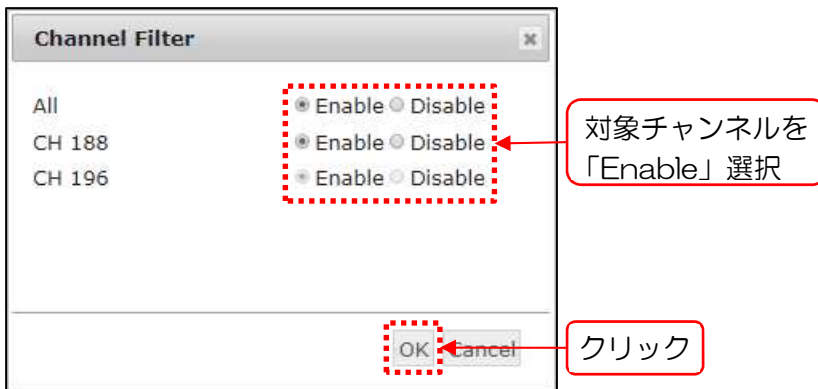 Channel Filter
All Enable Disable
CH 188 Enable Disable
CH 196 Enable Disable
対象チャンネルを
「Enable」選択
OK Cancel
クリック